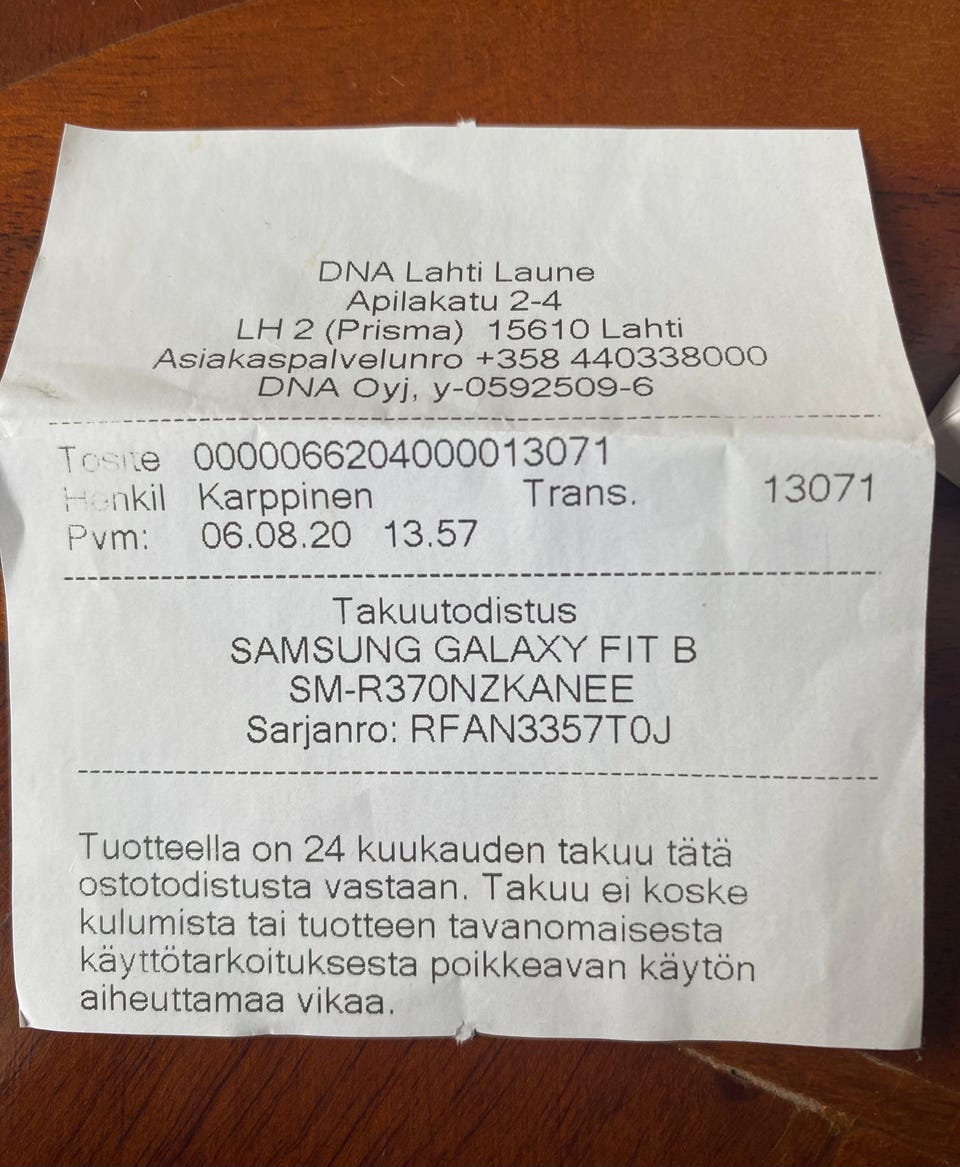 DNA Lahti Laune
Apilakatu 2-4
LH 2 (Prisma) 15610 Lahti
Asiakaspalvelunro +358 440338000
DNA Oyj, y-0592509-6
Tosite 0000066204000013071
Henkil Karppinen Trans. 13071
Pvm: 06.08.20 13.57
Takuutodistus
SAMSUNG GALAXY FIT B
SM-R370NZKANEE
Sarjanro: RFAN3357T0J
Tuotteella on 24 kuukauden takuu tätä
ostotodistusta vastaan. Takuu ei koske
kulumista tai tuotteen tavanomaisesta
käyttötarkoituksesta poikkeavan käytön
aiheuttamaa vikaa.